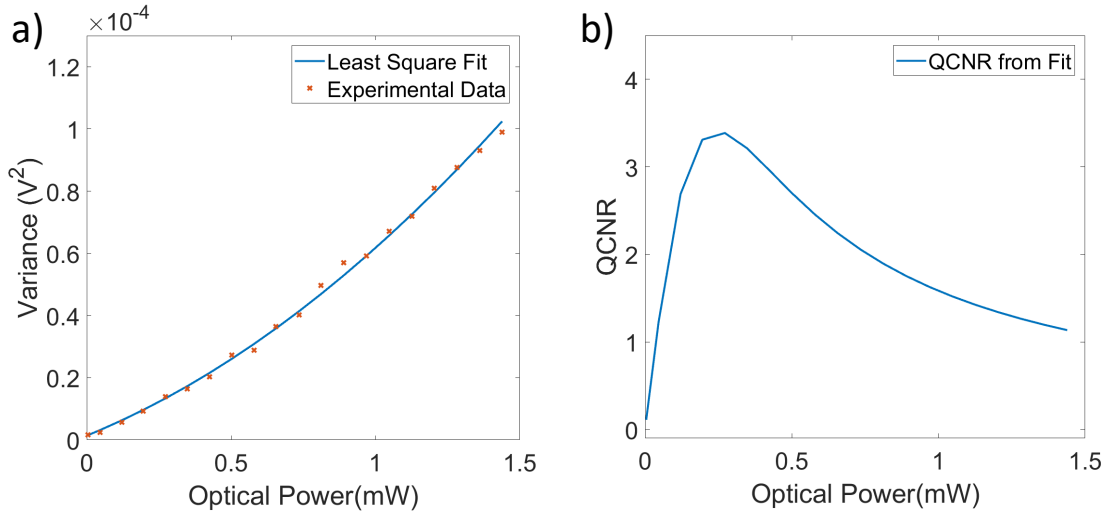 a)
×10⁻⁴
Least Square Fit
Experimental Data
1.2
1
0.8
0.6
0.4
0.2
0
Variance (V²)
0 0.5 1 1.5
Optical Power(mW)
b)
QCNR from Fit
4
3
2
1
0
QCNR
0 0.5 1 1.5
Optical Power(mW)